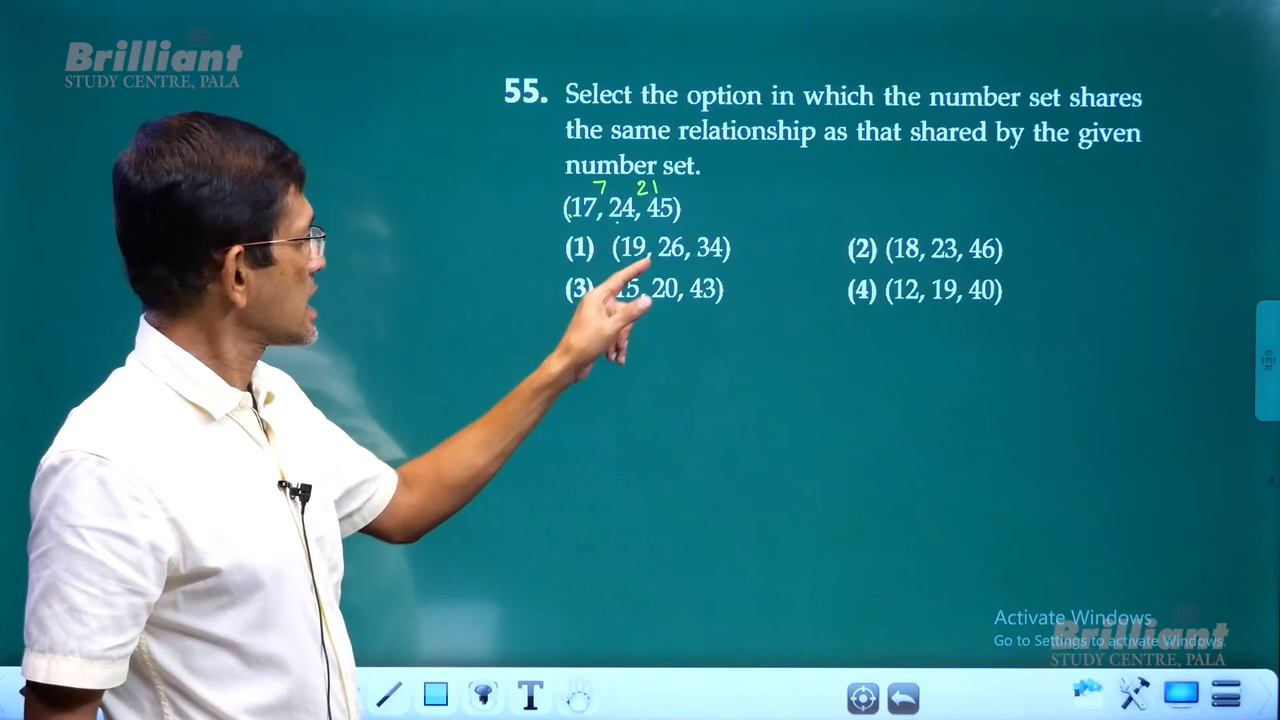 Brilliant
STUDY CENTRE, PALA
55. Select the option in which the number set shares
the same relationship as that shared by the given
number set.
7 21
(17, 24, 45)
(1) (19, 26, 34) (2) (18, 23, 46)
(3) 15, 20, 43) (4) (12, 19, 40)
Activate Windows
Go to Settings to activate Windows.
Brilliant
STUDY CENTRE, PALA
T